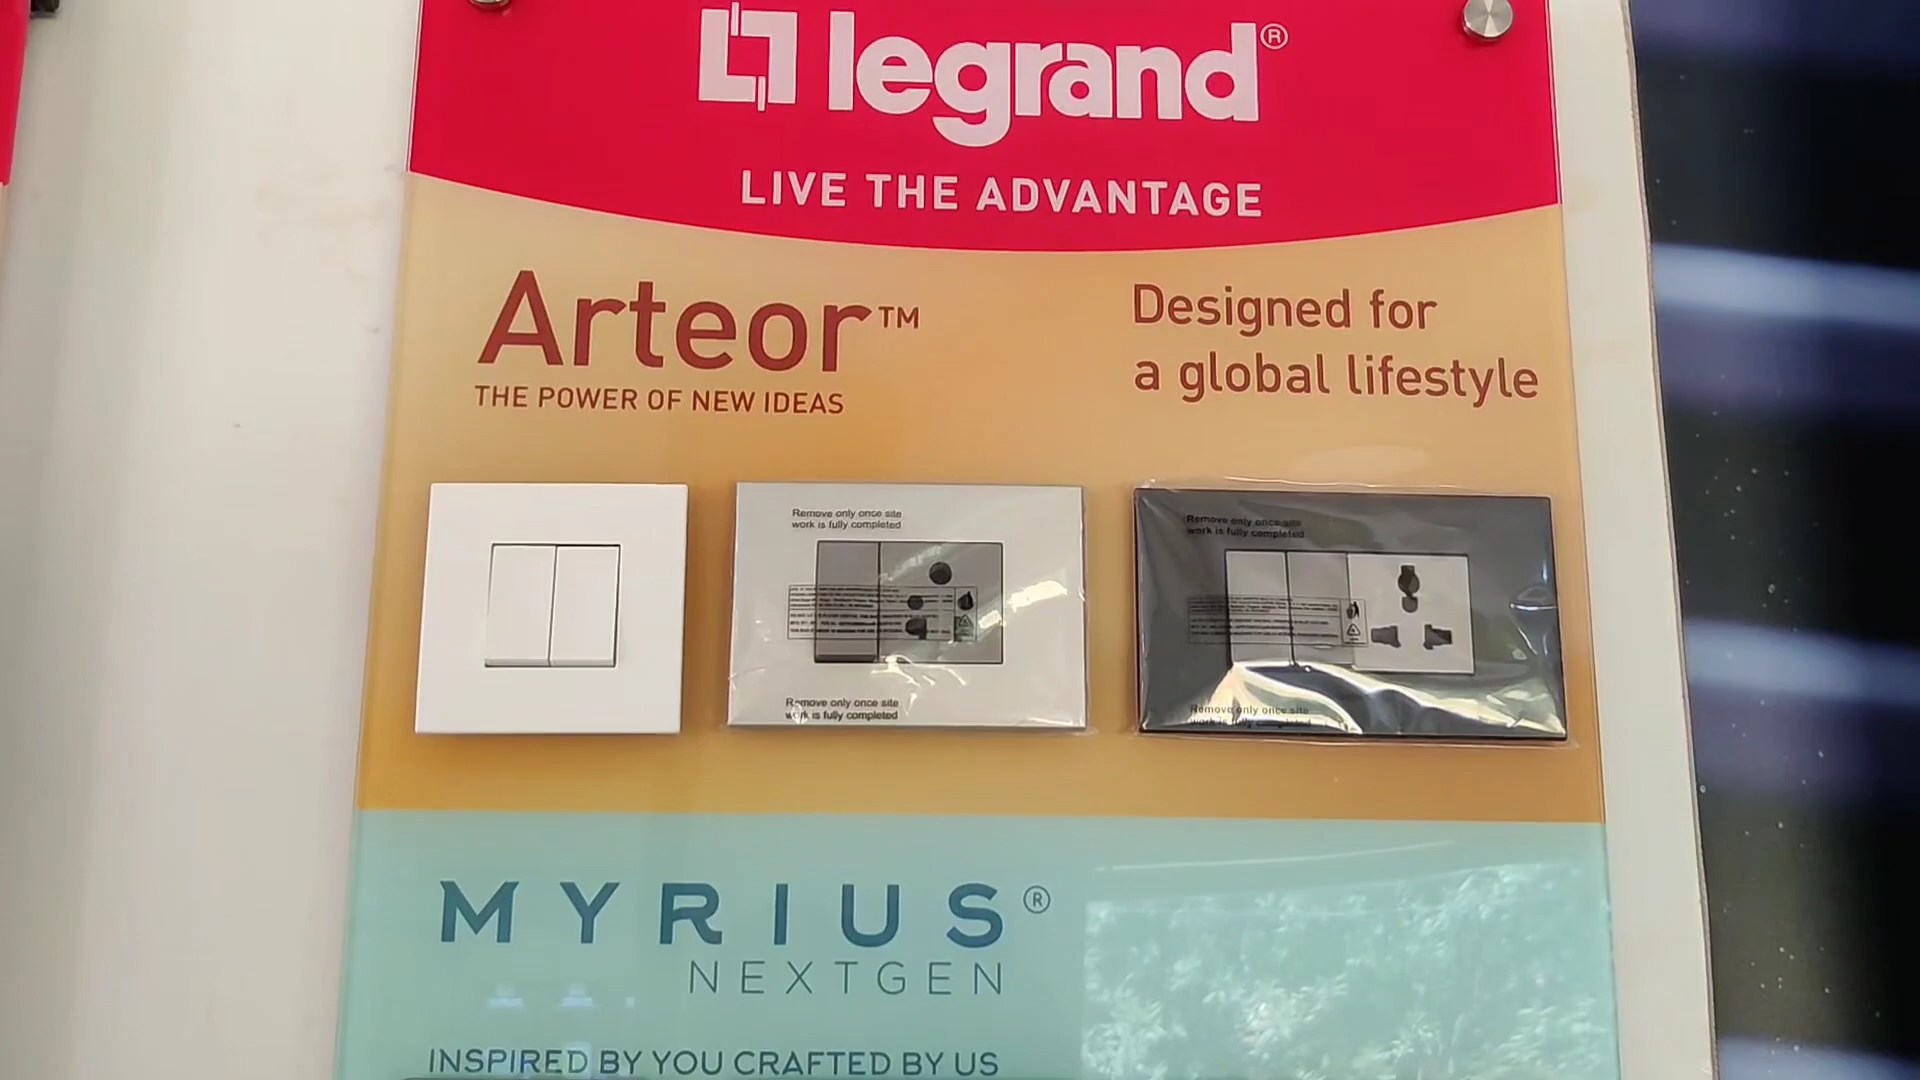 legrand®
LIVE THE ADVANTAGE
Arteor™
THE POWER OF NEW IDEAS
Designed for
a global lifestyle
Remove only once site
work is fully completed
Remove only once site
work is fully completed
Remove only once site
work is fully completed
Remove only once site
work is fully completed
MYRIUS®
NEXTGEN
INSPIRED BY YOU CRAFTED BY US